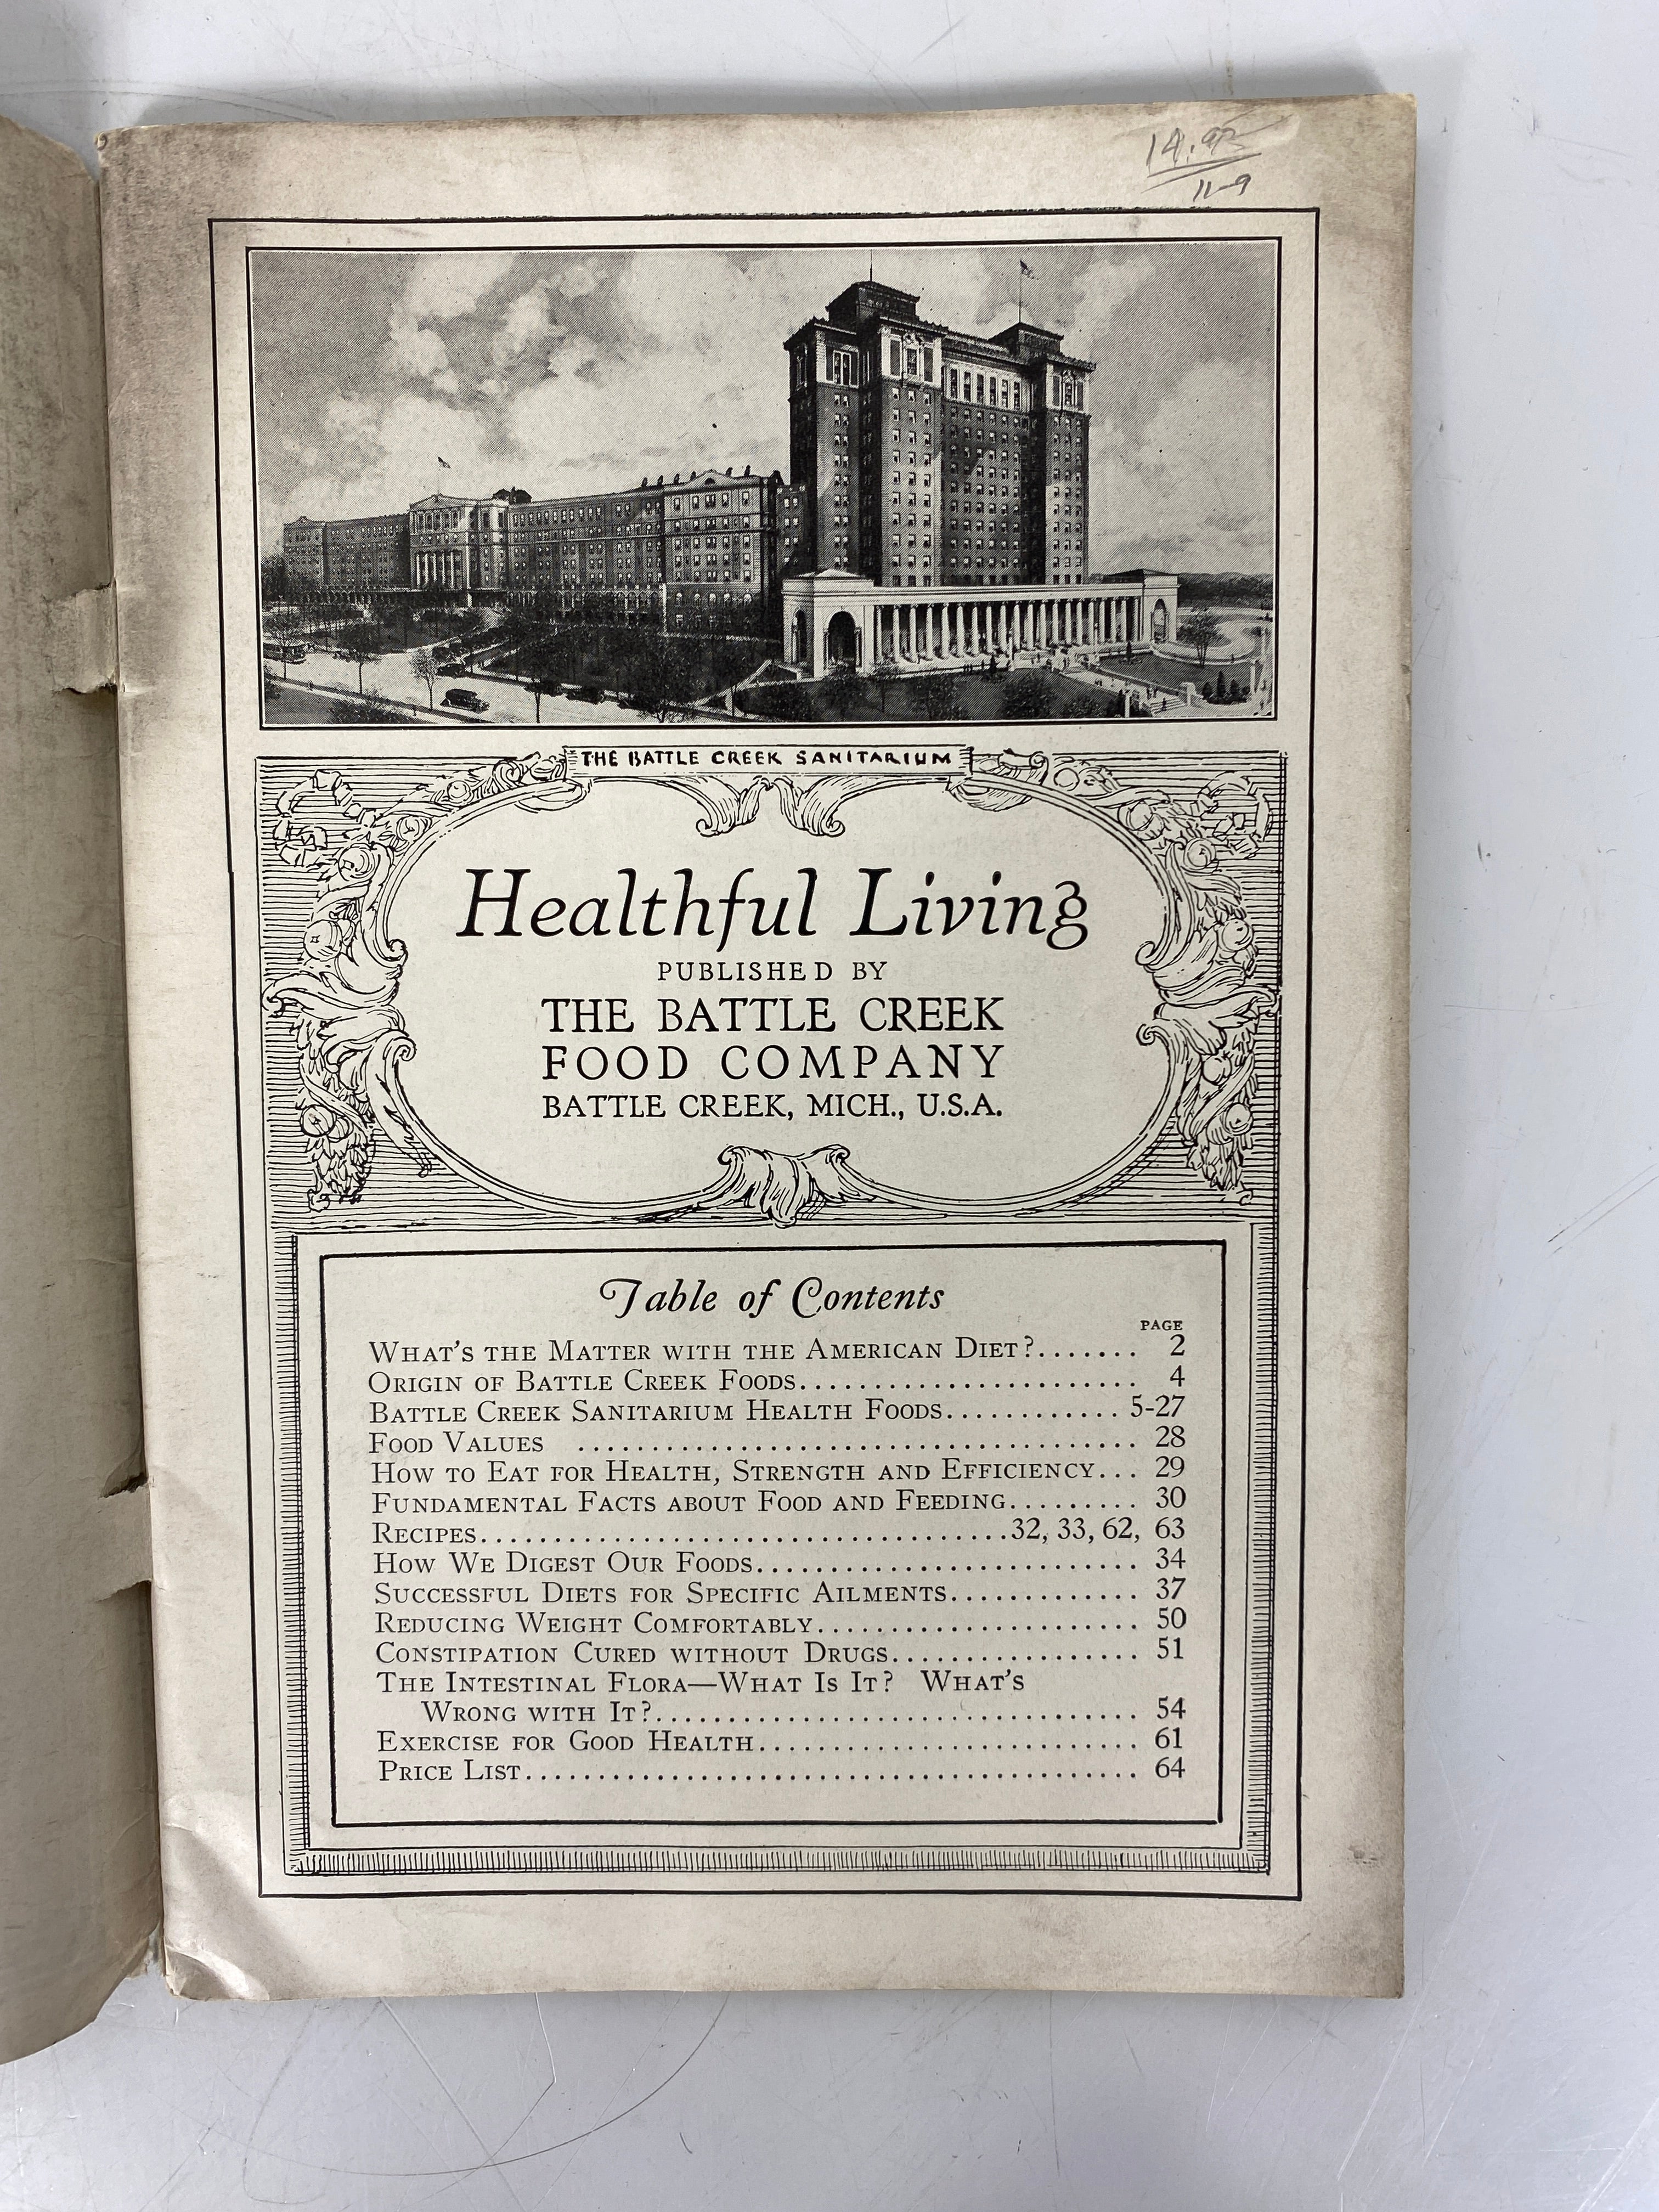 11-9
THE BATTLE CREEK SANITARIUM
Healthful Living
PUBLISHED BY
THE BATTLE CREEK
FOOD COMPANY
BATTLE CREEK, MICH., U.S.A.
Table of Contents
PAGE
WHAT'S THE MATTER WITH THE AMERICAN DIET?....... 2
ORIGIN OF BATTLE CREEK FOODS....................... 4
BATTLE CREEK SANITARIUM HEALTH FOODS............ 5-27
FOOD VALUES ...................................... 28
HOW TO EAT FOR HEALTH, STRENGTH AND EFFICIENCY... 29
FUNDAMENTAL FACTS ABOUT FOOD AND FEEDING......... 30
RECIPES....................................32, 33, 62, 63
HOW WE DIGEST OUR FOODS.......................... 34
SUCCESSFUL DIETS FOR SPECIFIC AILMENTS............. 37
REDUCING WEIGHT COMFORTABLY...................... 50
CONSTIPATION CURED WITHOUT DRUGS................. 51
THE INTESTINAL FLORA—WHAT IS IT? WHAT'S
WRONG WITH IT?................................. 54
EXERCISE FOR GOOD HEALTH.......................... 61
PRICE LIST.......................................... 64